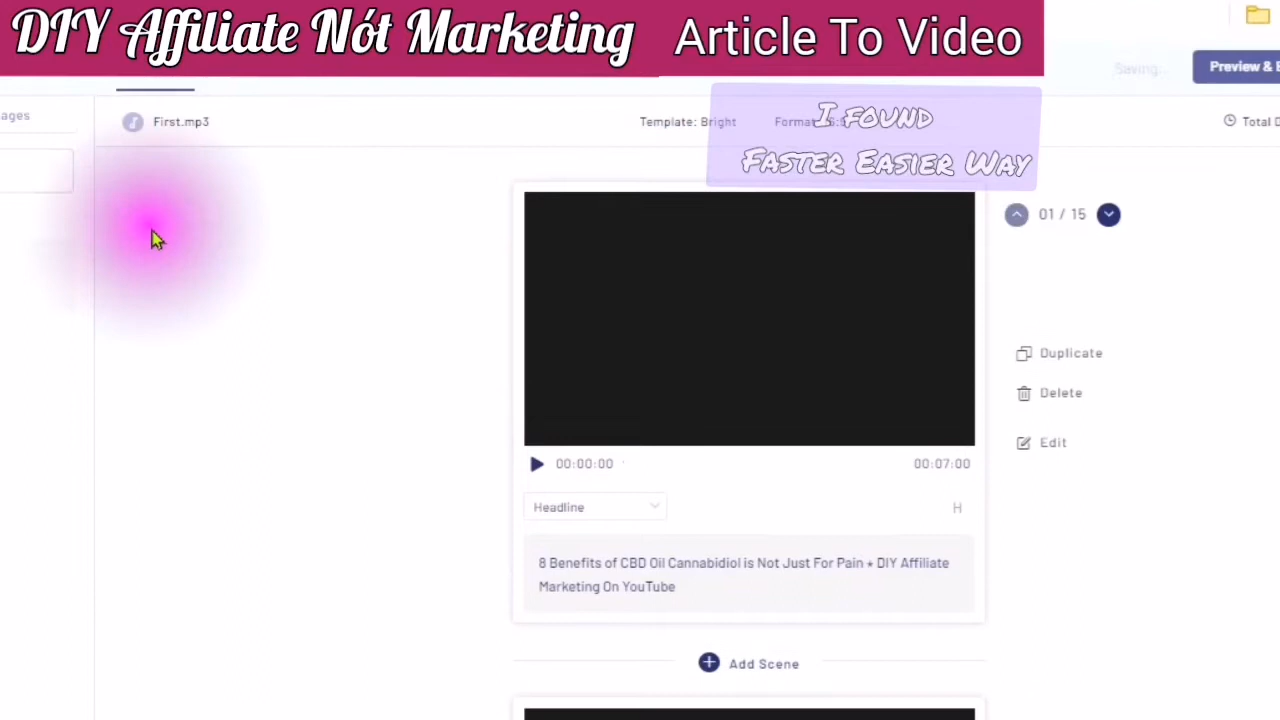 DIY Affiliate Nót Marketing
Article To Video
Saving..
Preview & E
ages
First.mp3
Template: Bright
Format
Total D
I found
Faster Easier Way
01 / 15
Duplicate
Delete
Edit
00:00:00
00:07:00
Headline
H
8 Benefits of CBD Oil Cannabidiol is Not Just For Pain * DIY Affiliate
Marketing On YouTube
Add Scene